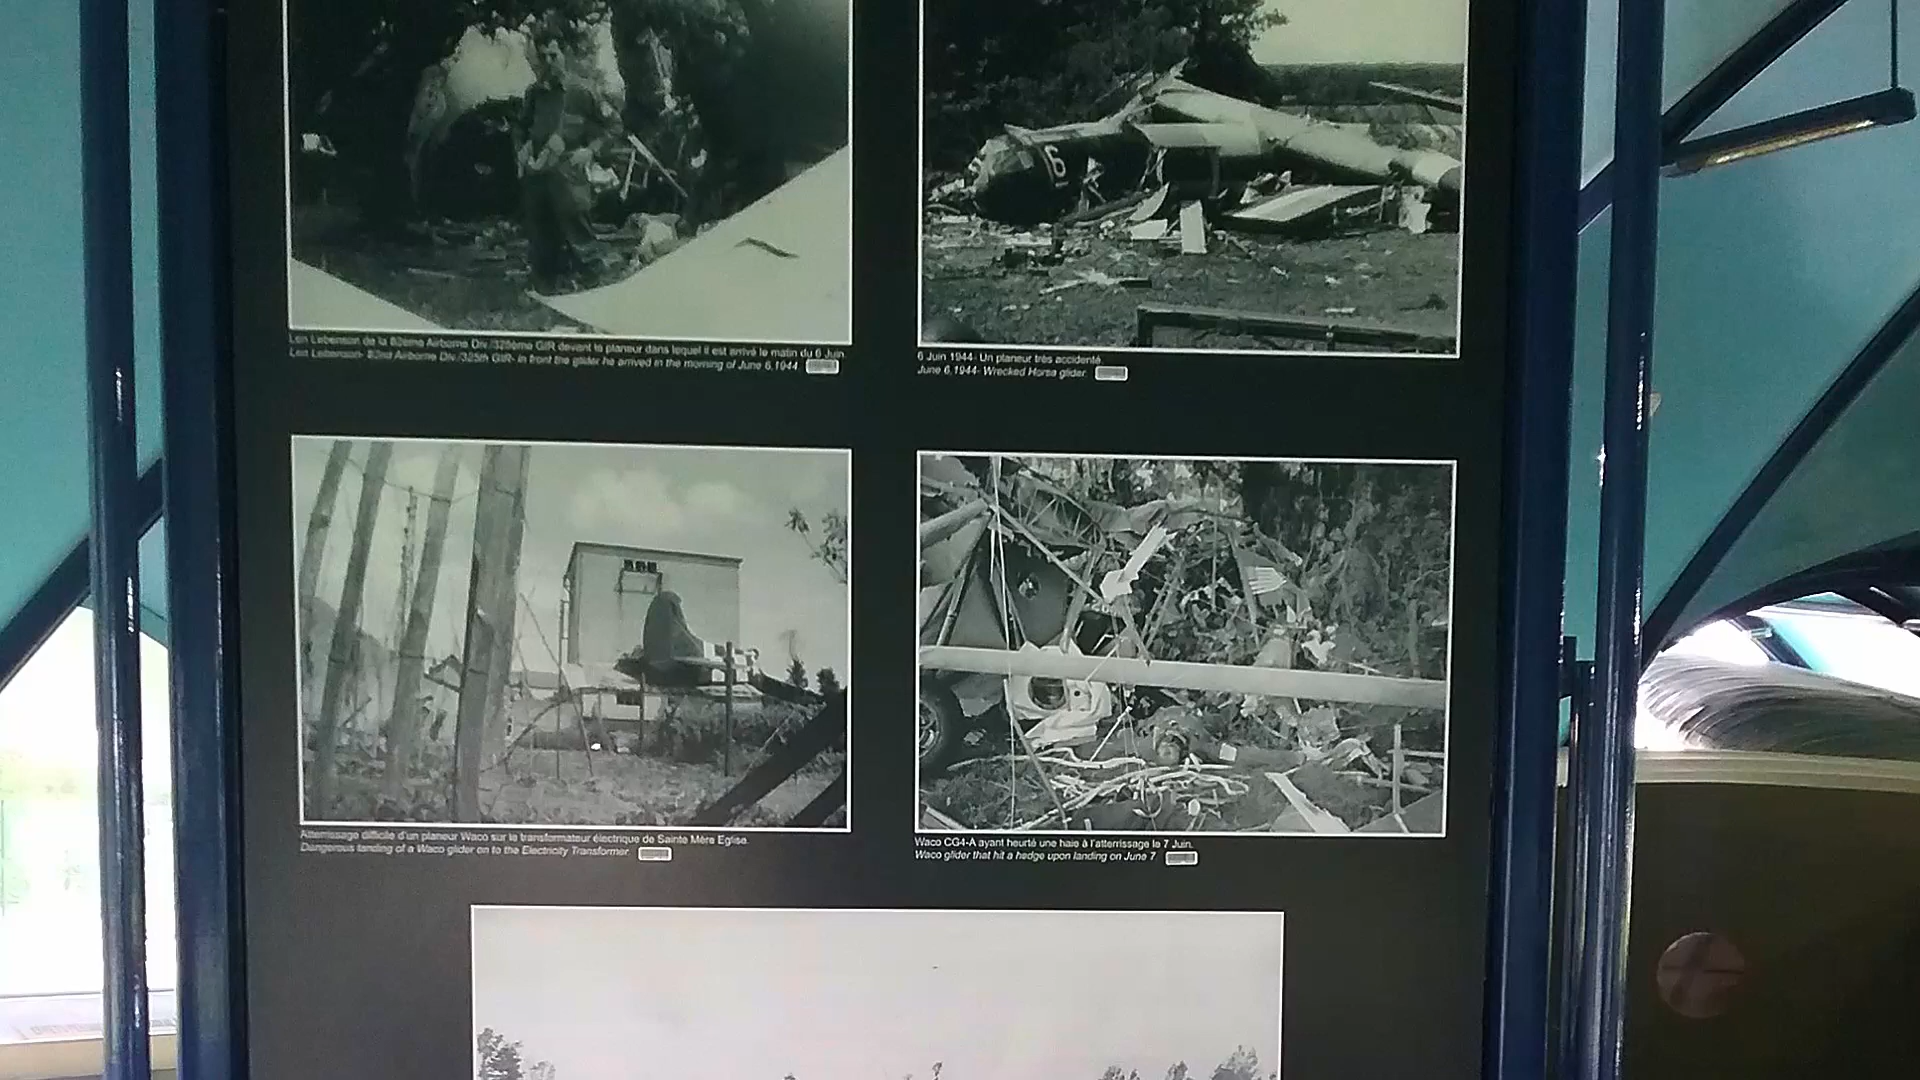 Len Lebenson de la 82ème Airborne Div./325ème GIR devant le planeur dans lequel il est arrivé le matin du 6 Juin.
Len Lebenson- 82nd Airborne Div./325th GIR- in front the glider he arrived in the morning of June 6,1944
6 Juin 1944- Un planeur très accidenté.
June 6,1944- Wrecked Horsa glider.
Atterrissage difficile d'un planeur Waco sur le transformateur électrique de Sainte Mère Eglise.
Dangerous landing of a Waco glider on to the Electricity Transformer.
Waco CG4-A ayant heurté une haie à l'atterrissage le 7 Juin.
Waco glider that hit a hedge upon landing on June 7